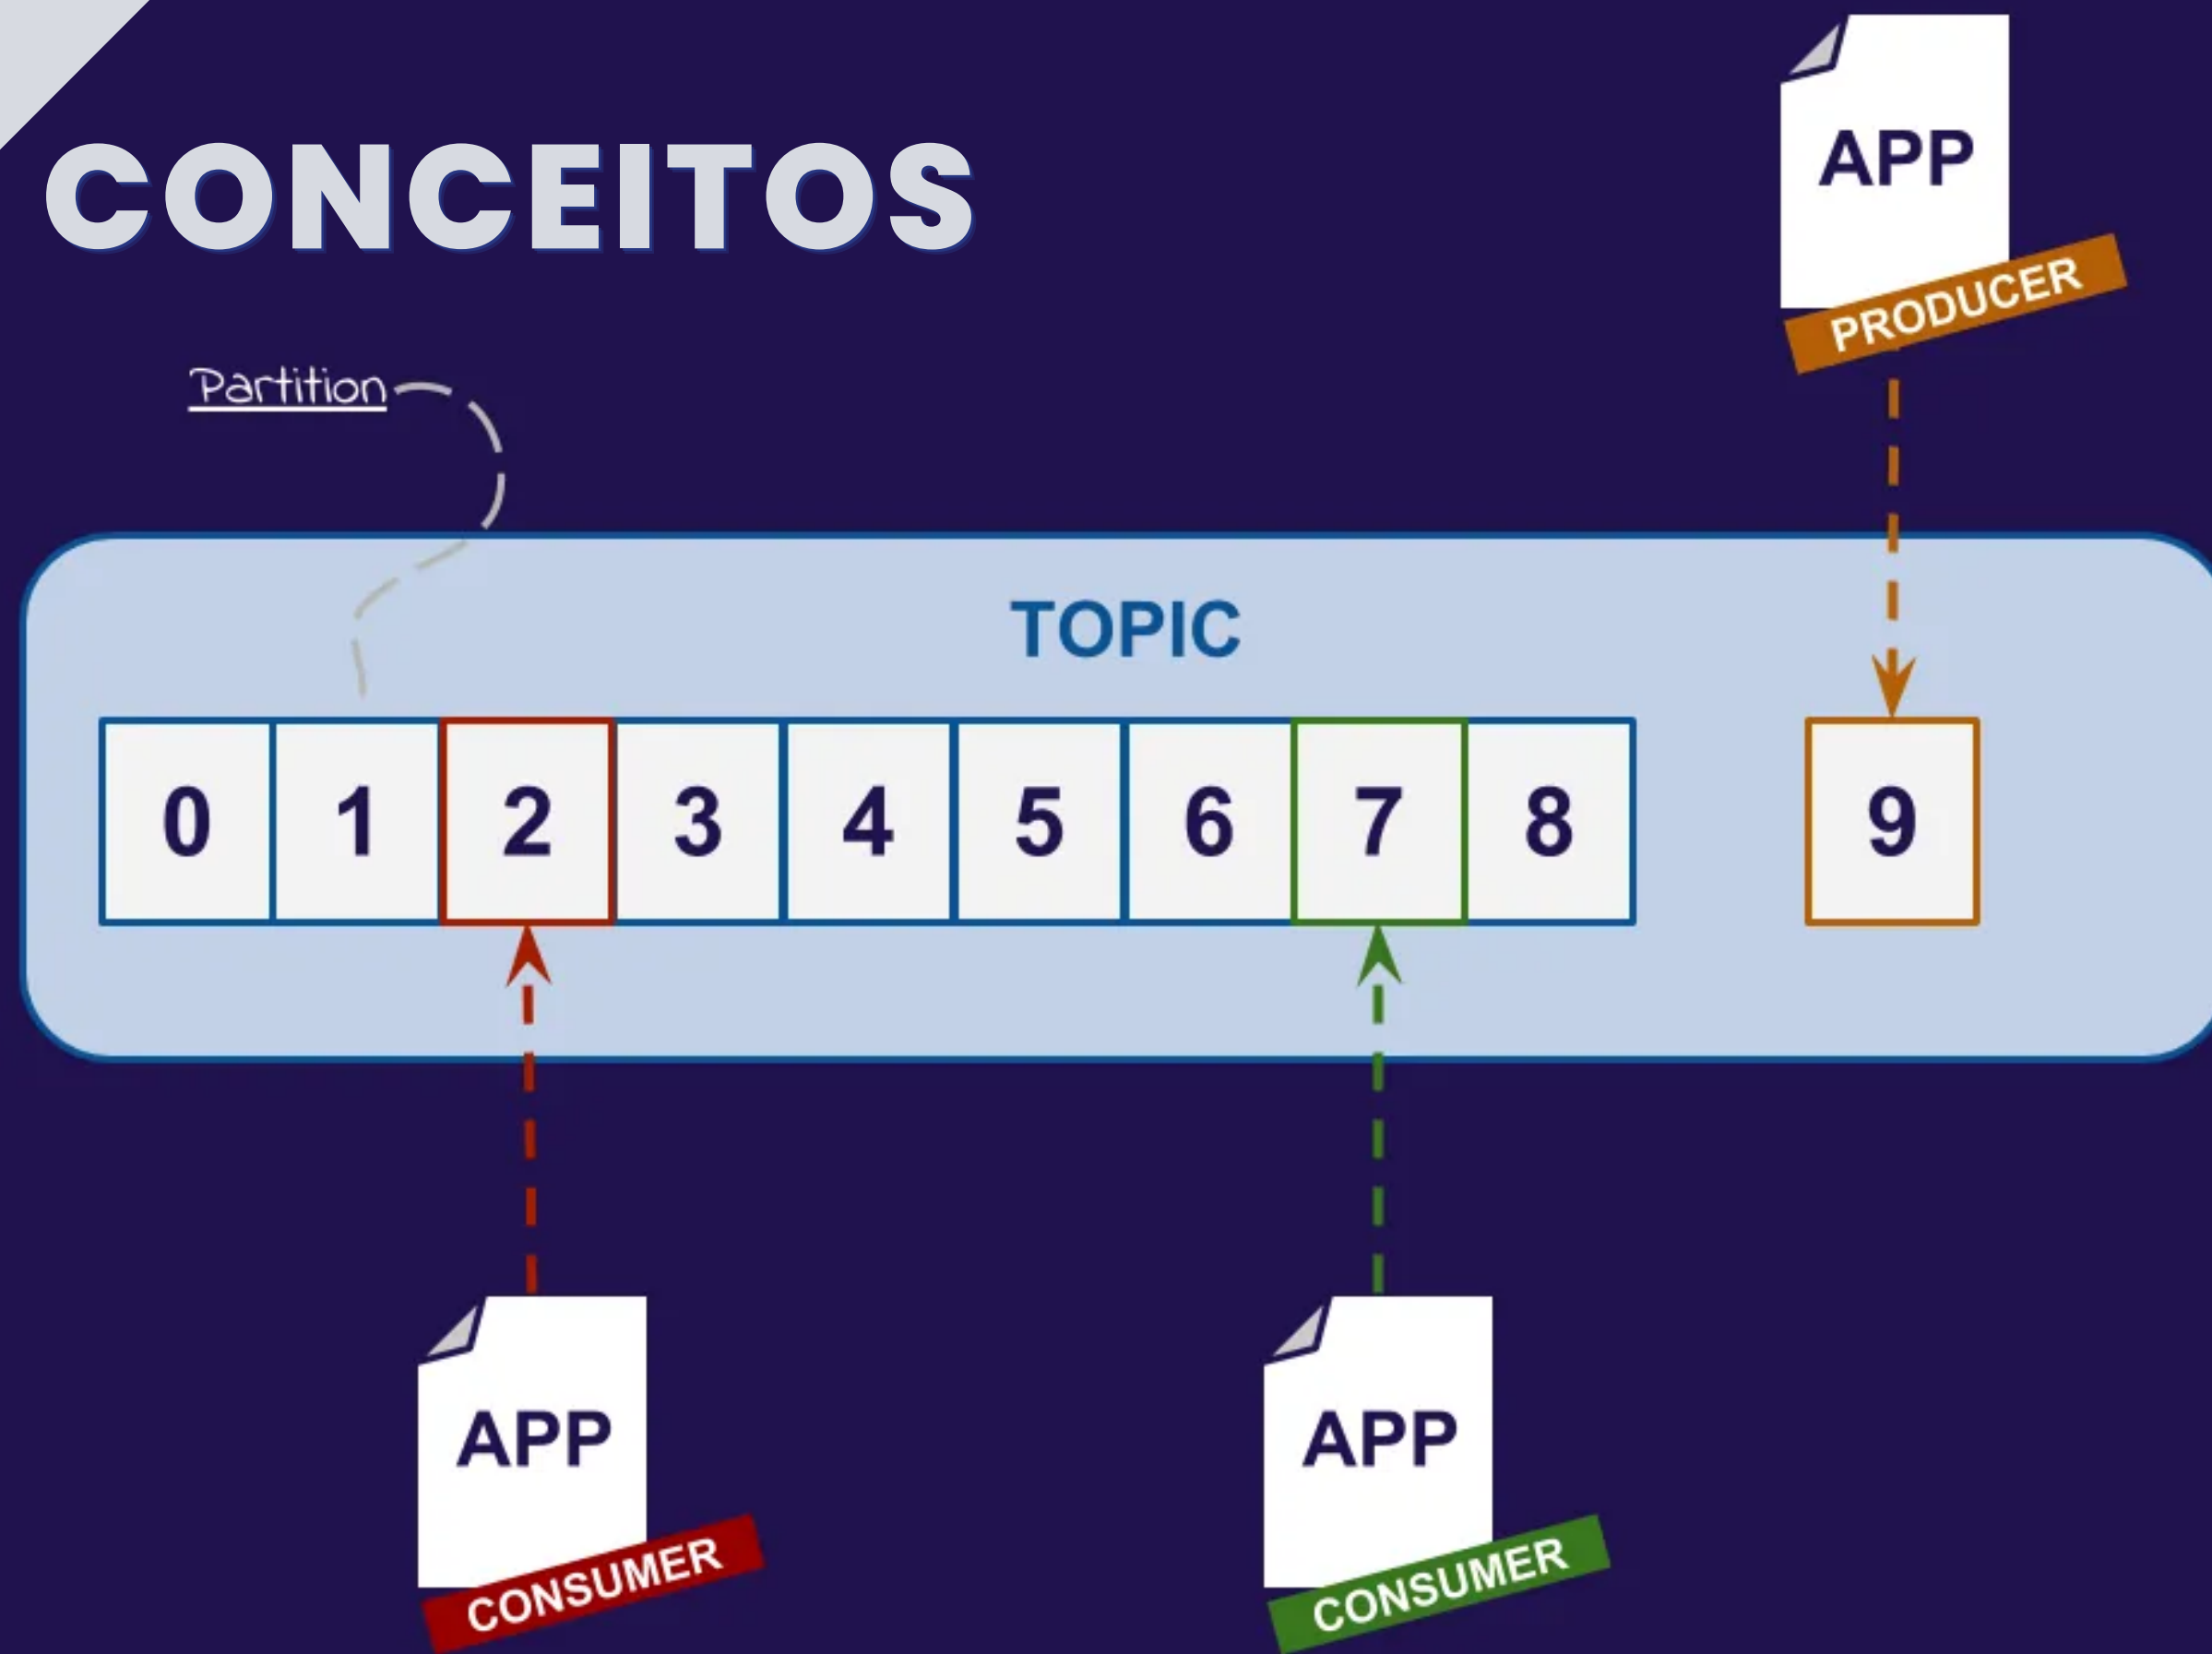 CONCEITOS
APP
PRODUCER
Partition
TOPIC
0 1 2 3 4 5 6 7 8 9
APP
CONSUMER
APP
CONSUMER